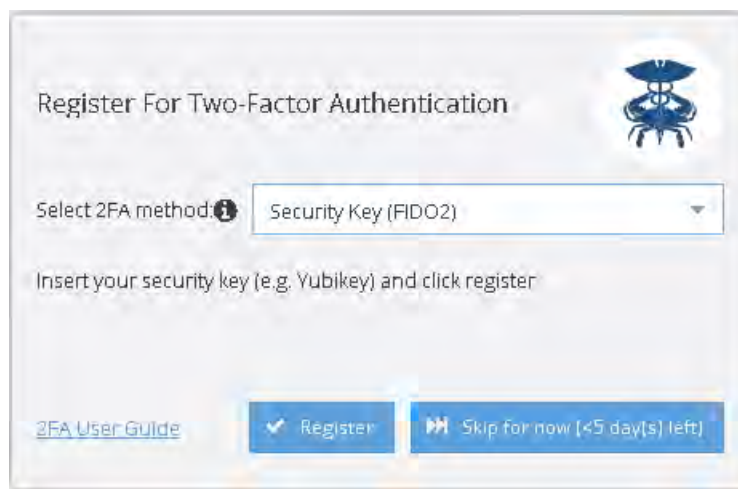 Register For Two-Factor Authentication
Select 2FA method:
Security Key (FIDO2)
Insert your security key (e.g. Yubikey) and click register
2FA User Guide
Register
Skip for now (<5 day(s) left)